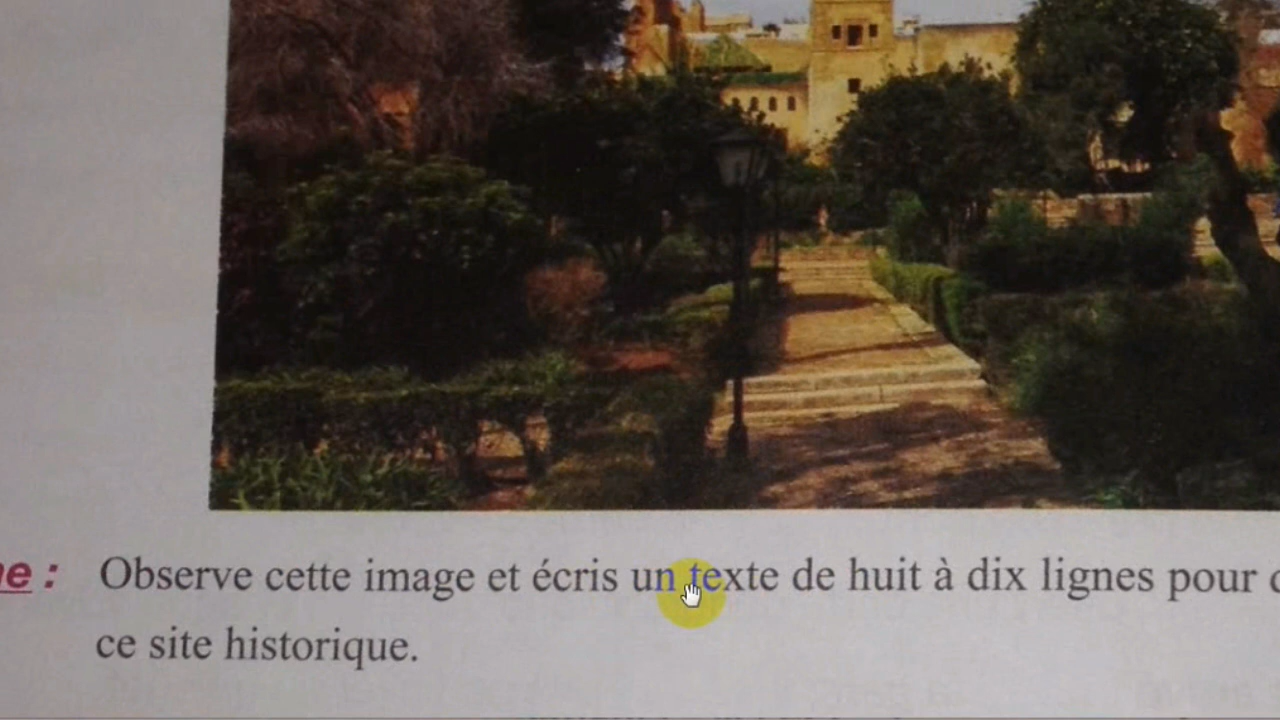 : Observe cette image et écris un texte de huit à dix lignes pour
ce site historique.